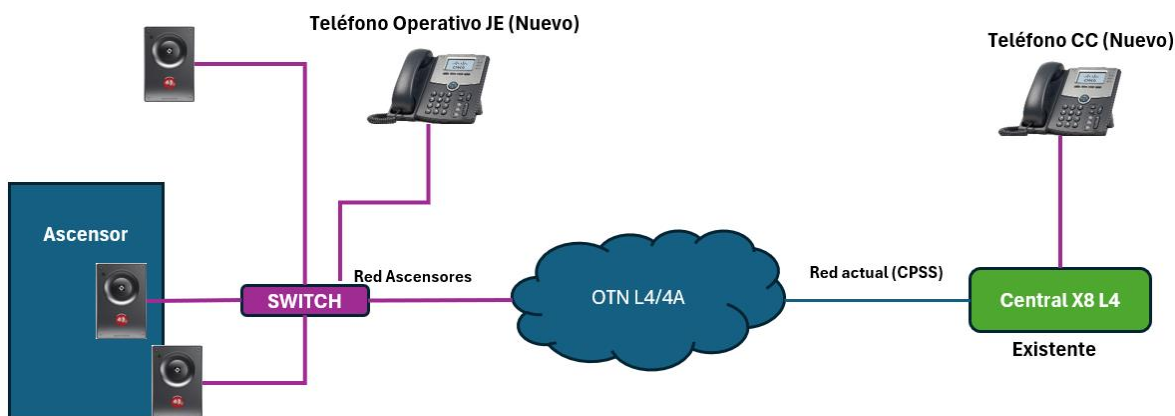 Teléfono Operativo JE (Nuevo)
Teléfono CC (Nuevo)
Ascensor
Red Ascensores
SWITCH
OTN L4/4A
Red actual (CPSS)
Central X8 L4
Existente